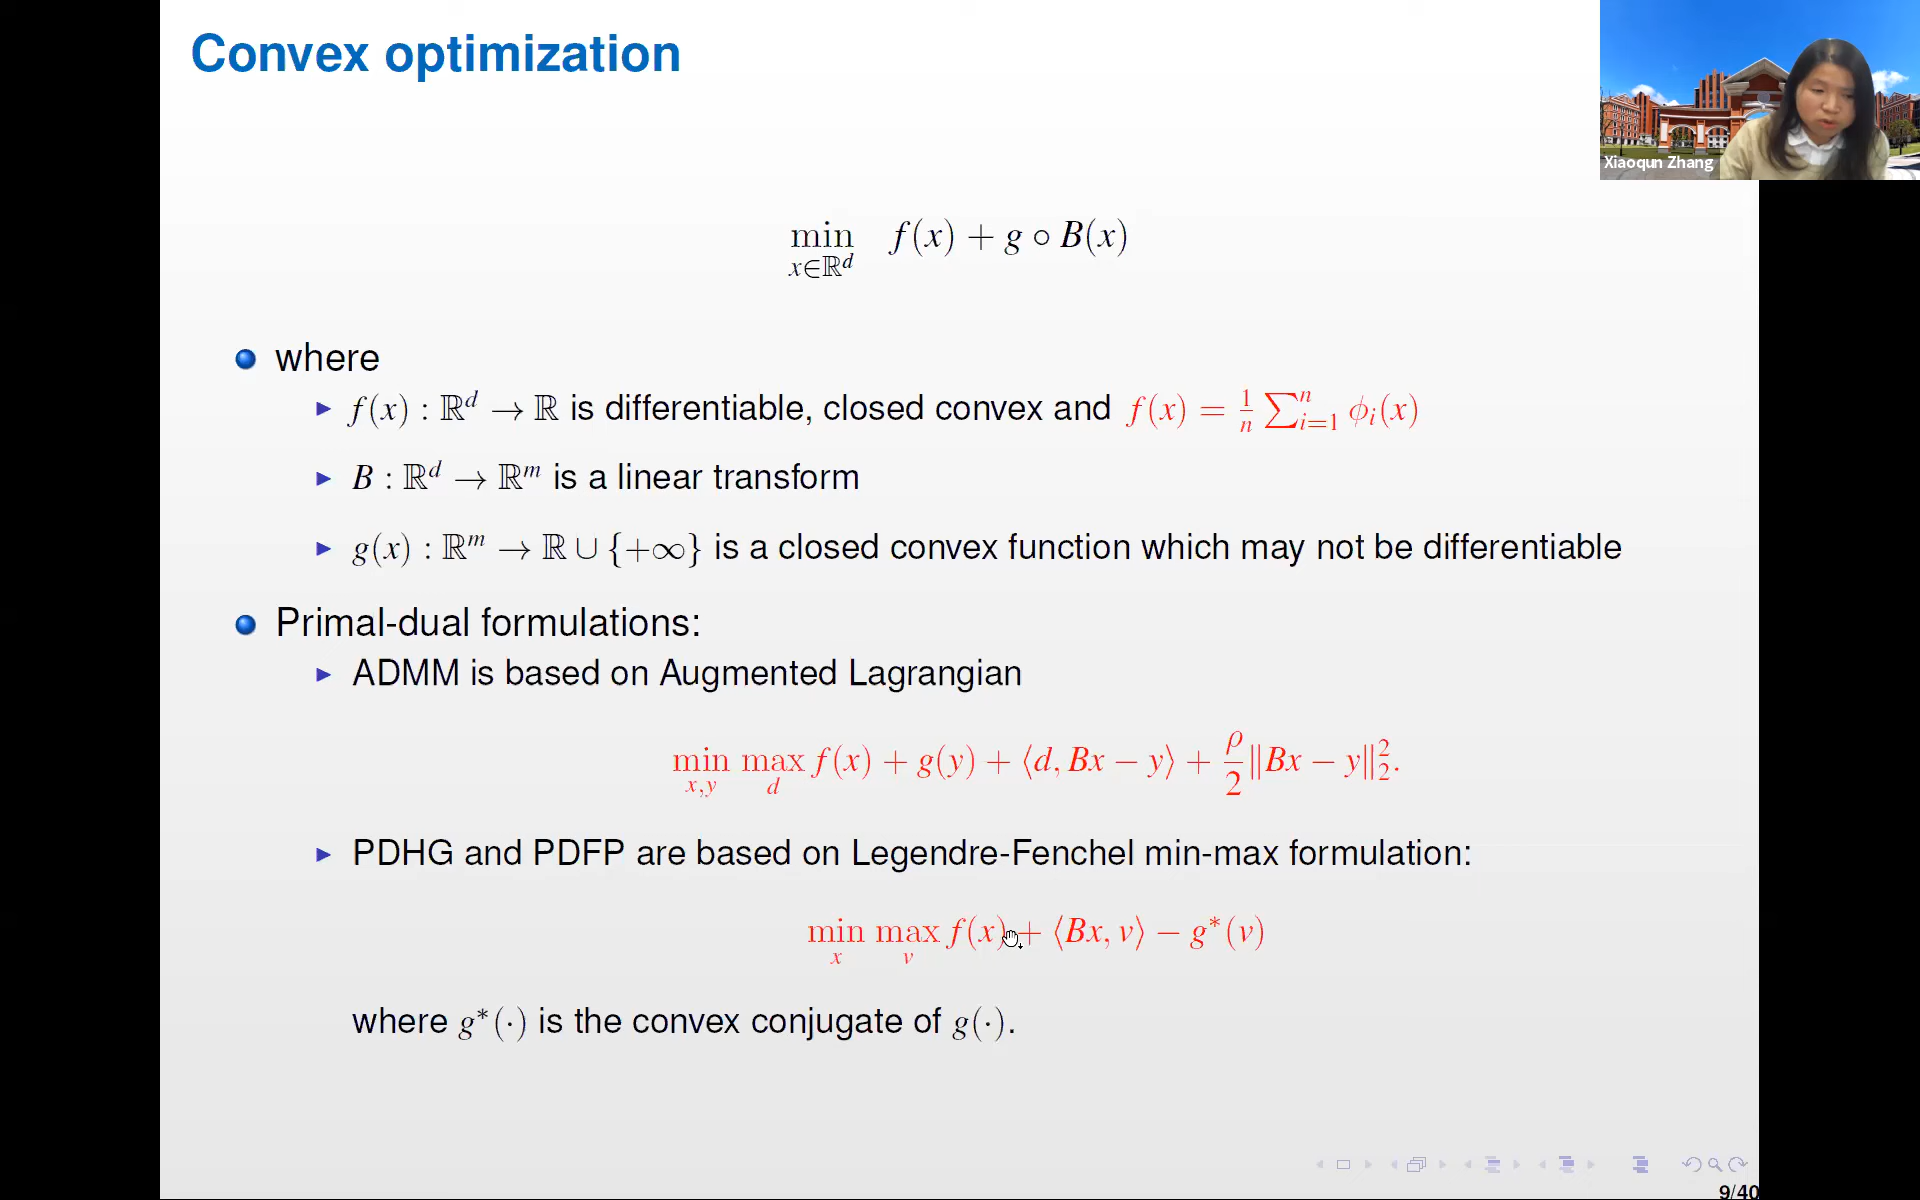 Convex optimization
Xiaoqun Zhang
min f(x) + g ∘ B(x)
x∈ℝᵈ
where
f(x) : ℝᵈ → ℝ is differentiable, closed convex and f(x) = 1/n ∑ⁿᵢ₌₁ ϕᵢ(x)
B : ℝᵈ → ℝᵐ is a linear transform
g(x) : ℝᵐ → ℝ ∪ {+∞} is a closed convex function which may not be differentiable
Primal-dual formulations:
ADMM is based on Augmented Lagrangian
min max f(x) + g(y) + ⟨d, Bx − y⟩ + ρ/2 ‖Bx − y‖²₂.
x,y d
PDHG and PDFP are based on Legendre-Fenchel min-max formulation:
min max f(x) + ⟨Bx, v⟩ − g*(v)
x v
where g*(·) is the convex conjugate of g(·).
9/40